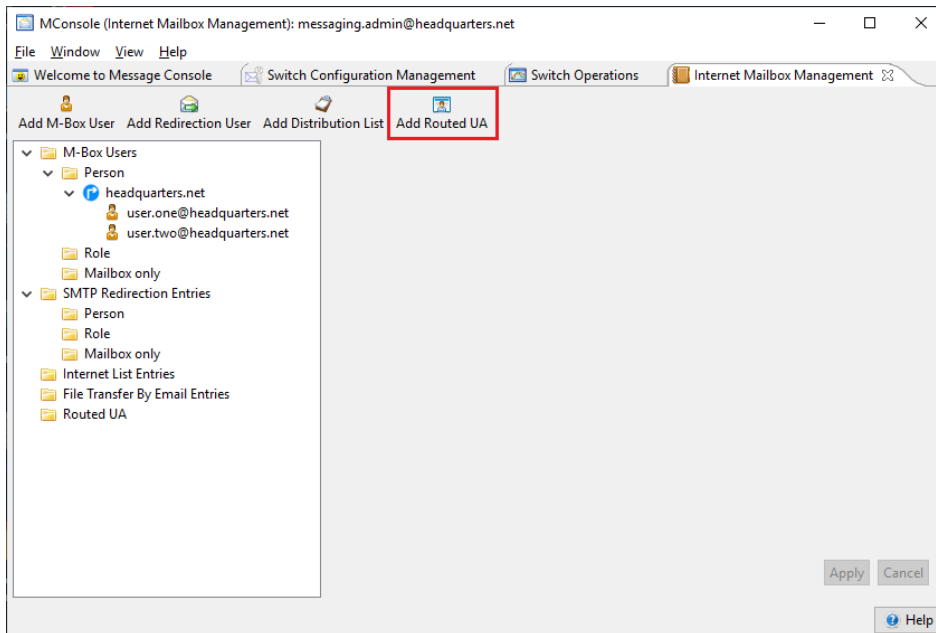 MConsole (Internet Mailbox Management): messaging.admin@headquarters.net
File Window View Help
Welcome to Message Console Switch Configuration Management Switch Operations Internet Mailbox Management
Add M-Box User Add Redirection User Add Distribution List Add Routed UA
M-Box Users
Person
headquarters.net
user.one@headquarters.net
user.two@headquarters.net
Role
Mailbox only
SMTP Redirection Entries
Person
Role
Mailbox only
Internet List Entries
File Transfer By Email Entries
Routed UA
Apply Cancel
Help